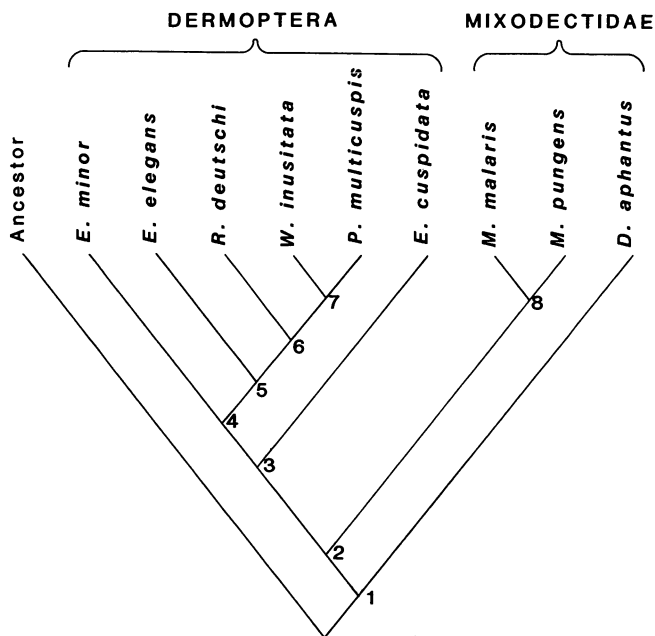 DERMOPTERA
MIXODECTIDAE
Ancestor
E. minor
E. elegans
R. deutschi
W. inusitata
P. multicuspis
E. cuspidata
M. malaris
M. pungens
D. aphantus
7
8
6
5
4
3
2
1